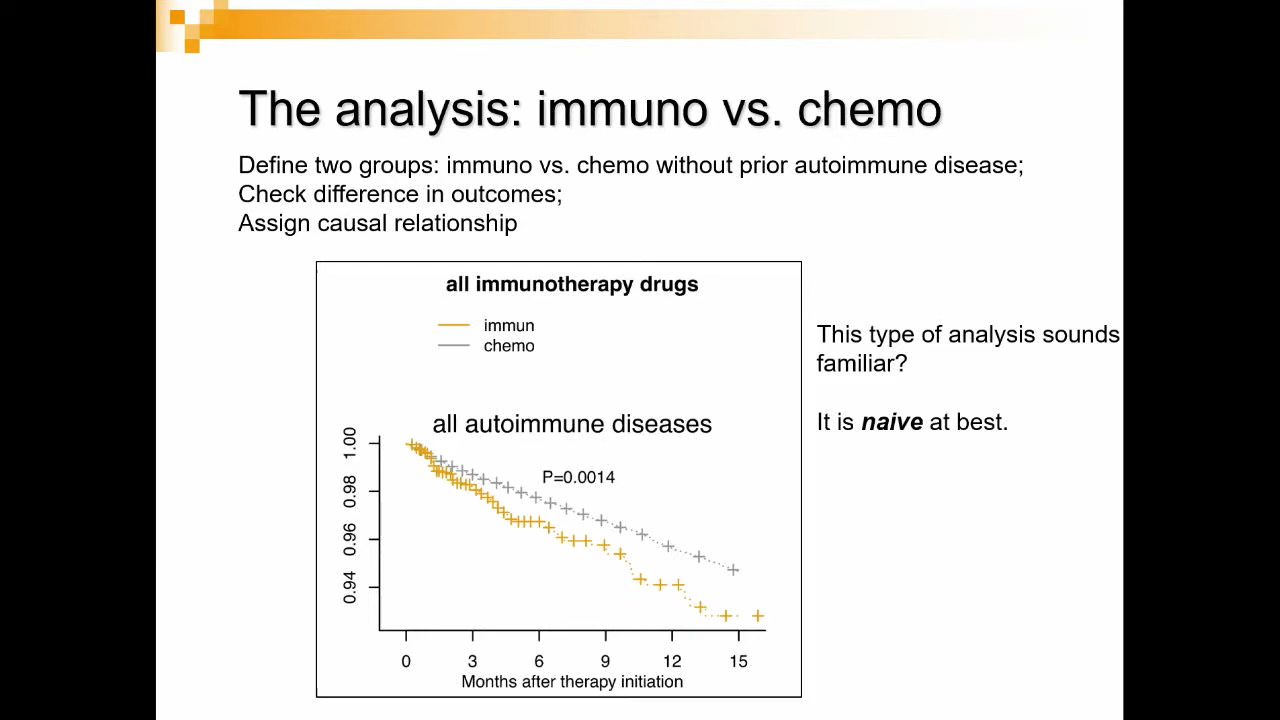 The analysis: immuno vs. chemo
Define two groups: immuno vs. chemo without prior autoimmune disease;
Check difference in outcomes;
Assign causal relationship
all immunotherapy drugs
immun
chemo
This type of analysis sounds
familiar?
It is naive at best.
all autoimmune diseases
P=0.0014
1.00
0.98
0.96
0.94
0 3 6 9 12 15
Months after therapy initiation